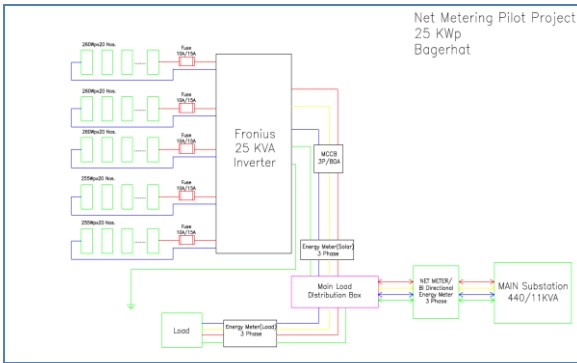 Net Metering Pilot Project
25 KWp
Bagerhat
260Wpx20 Nos.
Fuse
10A/15A
260Wpx20 Nos.
Fuse
10A/15A
260Wpx20 Nos.
Fuse
10A/15A
255Wpx20 Nos.
Fuse
10A/15A
255Wpx20 Nos.
Fuse
10A/15A
Fronius
25 KVA
Inverter
MCCB
3P/80A
Energy Meter(Solar)
3 Phase
Main Load
Distribution Box
NET METER/
Bi Directional
Energy Meter
3 Phase
MAIN Substation
440/11KVA
Load
Energy Meter(Load)
3 Phase